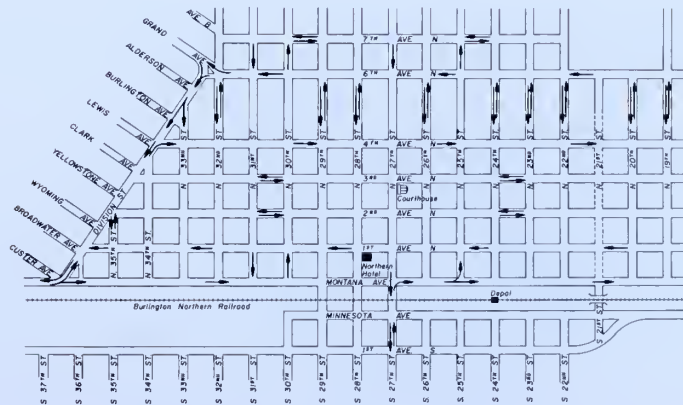 AVE B
GRAND AVE
ALDERSON AVE
BURLINGTON AVE
LEWIS AVE
CLARK AVE
YELLOWSTONE AVE
WYOMING AVE
BROADWATER AVE
CUSTER AVE
DIVISION ST
7TH AVE N
6TH AVE N
33RD ST
32ND ST
31ST ST
30TH ST
29TH ST
28TH ST
27TH ST
26TH ST
25TH ST
24TH ST
23RD ST
22ND ST
21ST ST
20TH ST
19TH ST
4TH AVE N
N N N N N N N N N N N N N N N
3RD AVE N
Courthouse
2ND AVE N
N 35TH ST
N 34TH ST
1ST AVE N
Northern
Hotel
MONTANA AVE
Depot
Burlington Northern Railroad
MINNESOTA AVE
S 21ST ST
1ST AVE S
S 37TH ST
S 36TH ST
S 35TH ST
S 34TH ST
S 33RD ST
S 32ND ST
S 31ST ST
S 30TH ST
S 29TH ST
S 28TH ST
S 27TH ST
S 26TH ST
S 25TH ST
S 24TH ST
S 23RD ST
S 22ND ST